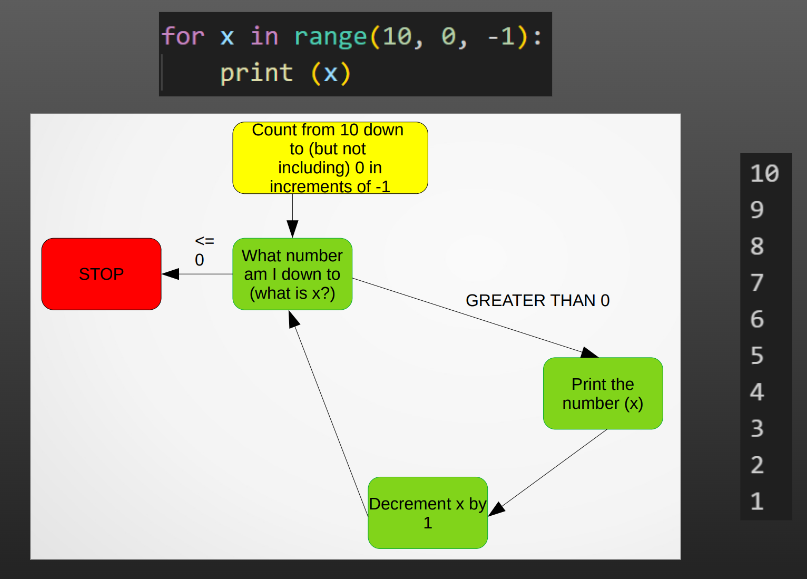 for x in range(10, 0, -1):
print (x)
Count from 10 down
to (but not
including) 0 in
increments of -1
<=
0
STOP
What number
am I down to
(what is x?)
GREATER THAN 0
Print the
number (x)
Decrement x by
1
10
9
8
7
6
5
4
3
2
1